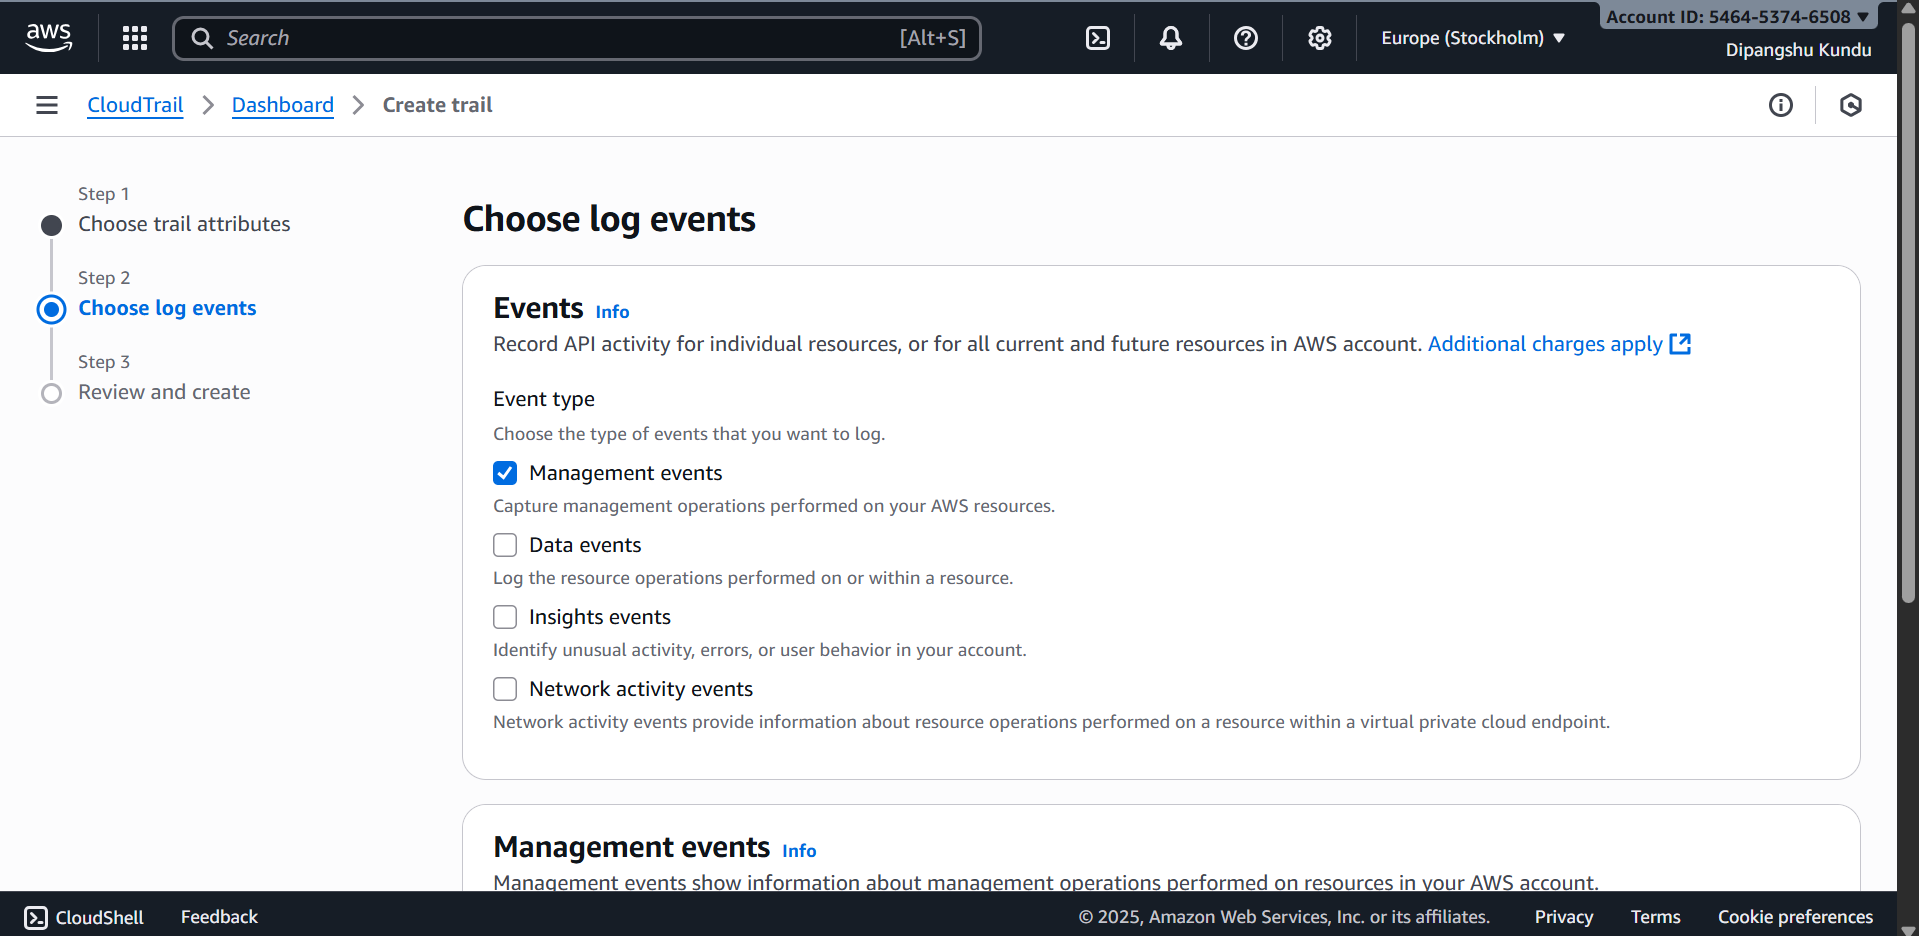 aws
Search [Alt+S]
Europe (Stockholm)
Account ID: 5464-5374-6508
Dipangshu Kundu
CloudTrail
Dashboard
Create trail
Step 1
Choose trail attributes
Step 2
Choose log events
Step 3
Review and create
Choose log events
Events Info
Record API activity for individual resources, or for all current and future resources in AWS account. Additional charges apply
Event type
Choose the type of events that you want to log.
Management events
Capture management operations performed on your AWS resources.
Data events
Log the resource operations performed on or within a resource.
Insights events
Identify unusual activity, errors, or user behavior in your account.
Network activity events
Network activity events provide information about resource operations performed on a resource within a virtual private cloud endpoint.
Management events Info
Management events show information about management operations performed on resources in your AWS account.
CloudShell
Feedback
© 2025, Amazon Web Services, Inc. or its affiliates.
Privacy
Terms
Cookie preferences